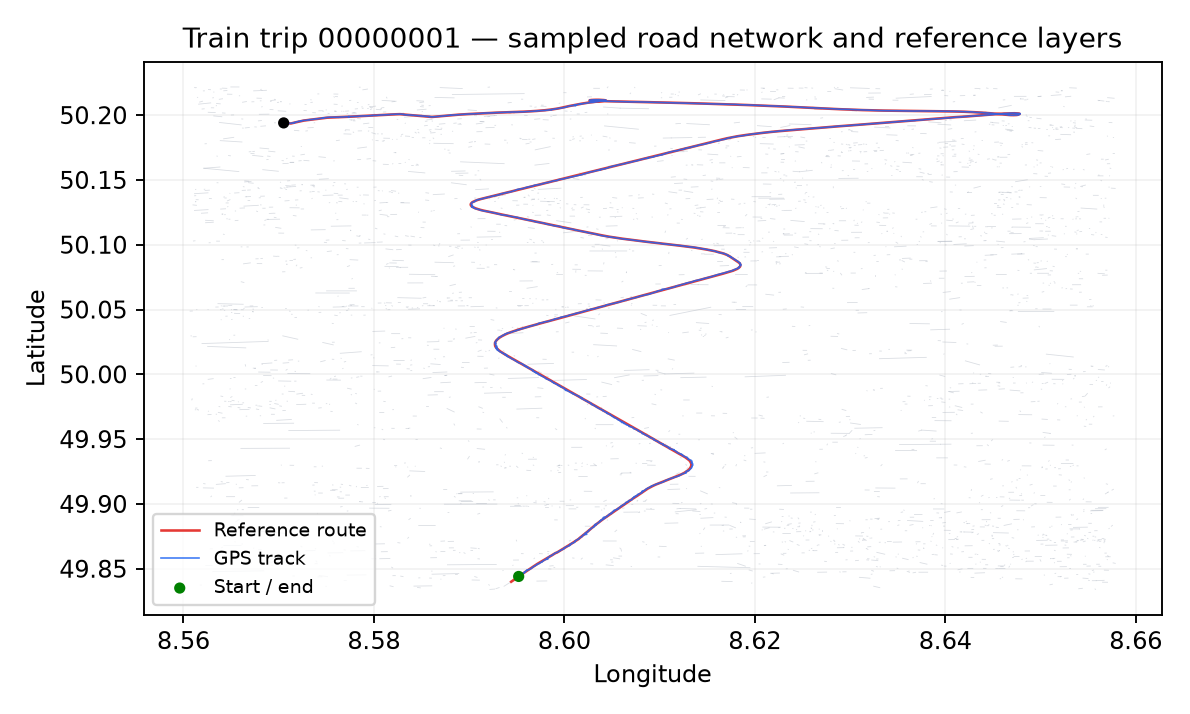 Train trip 00000001 — sampled road network and reference layers
Latitude
50.20
50.15
50.10
50.05
50.00
49.95
49.90
49.85
Reference route
GPS track
Start / end
8.56 8.58 8.60 8.62 8.64 8.66
Longitude